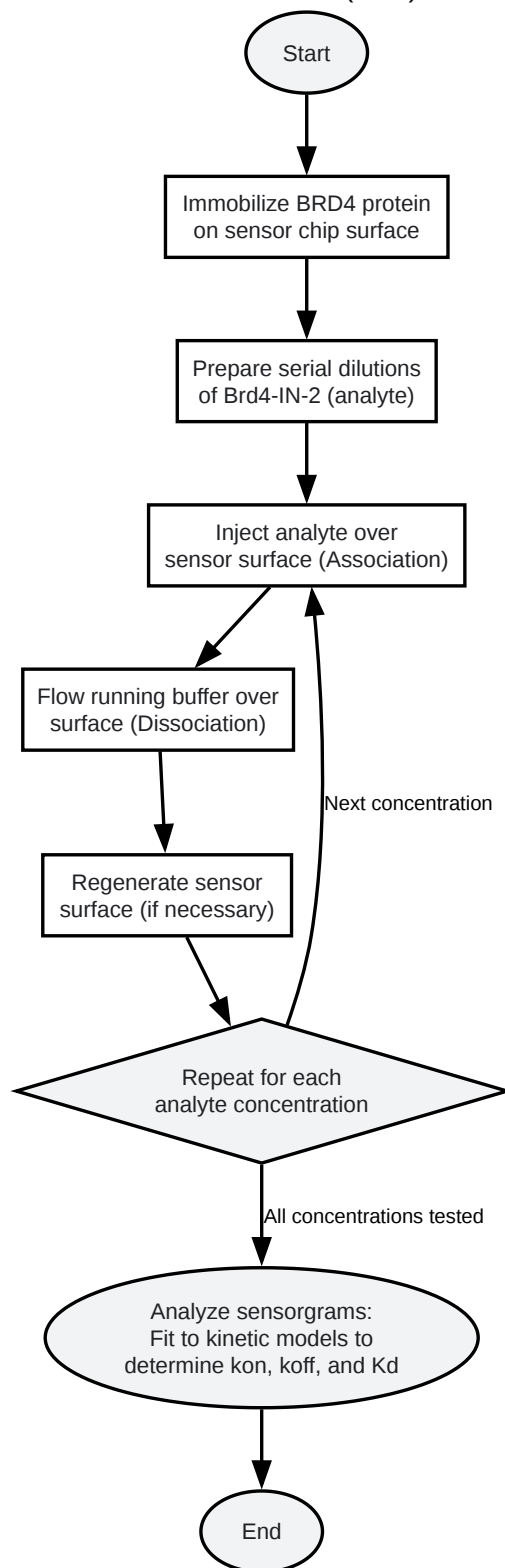 Start
Immobilize BRD4 protein
on sensor chip surface
Prepare serial dilutions
of Brd4-IN-2 (analyte)
Inject analyte over
sensor surface (Association)
Flow running buffer over
surface (Dissociation)
Next concentration
Regenerate sensor
surface (if necessary)
Repeat for each
analyte concentration
All concentrations tested
Analyze sensorgrams:
Fit to kinetic models to
determine kon, koff, and Kd
End